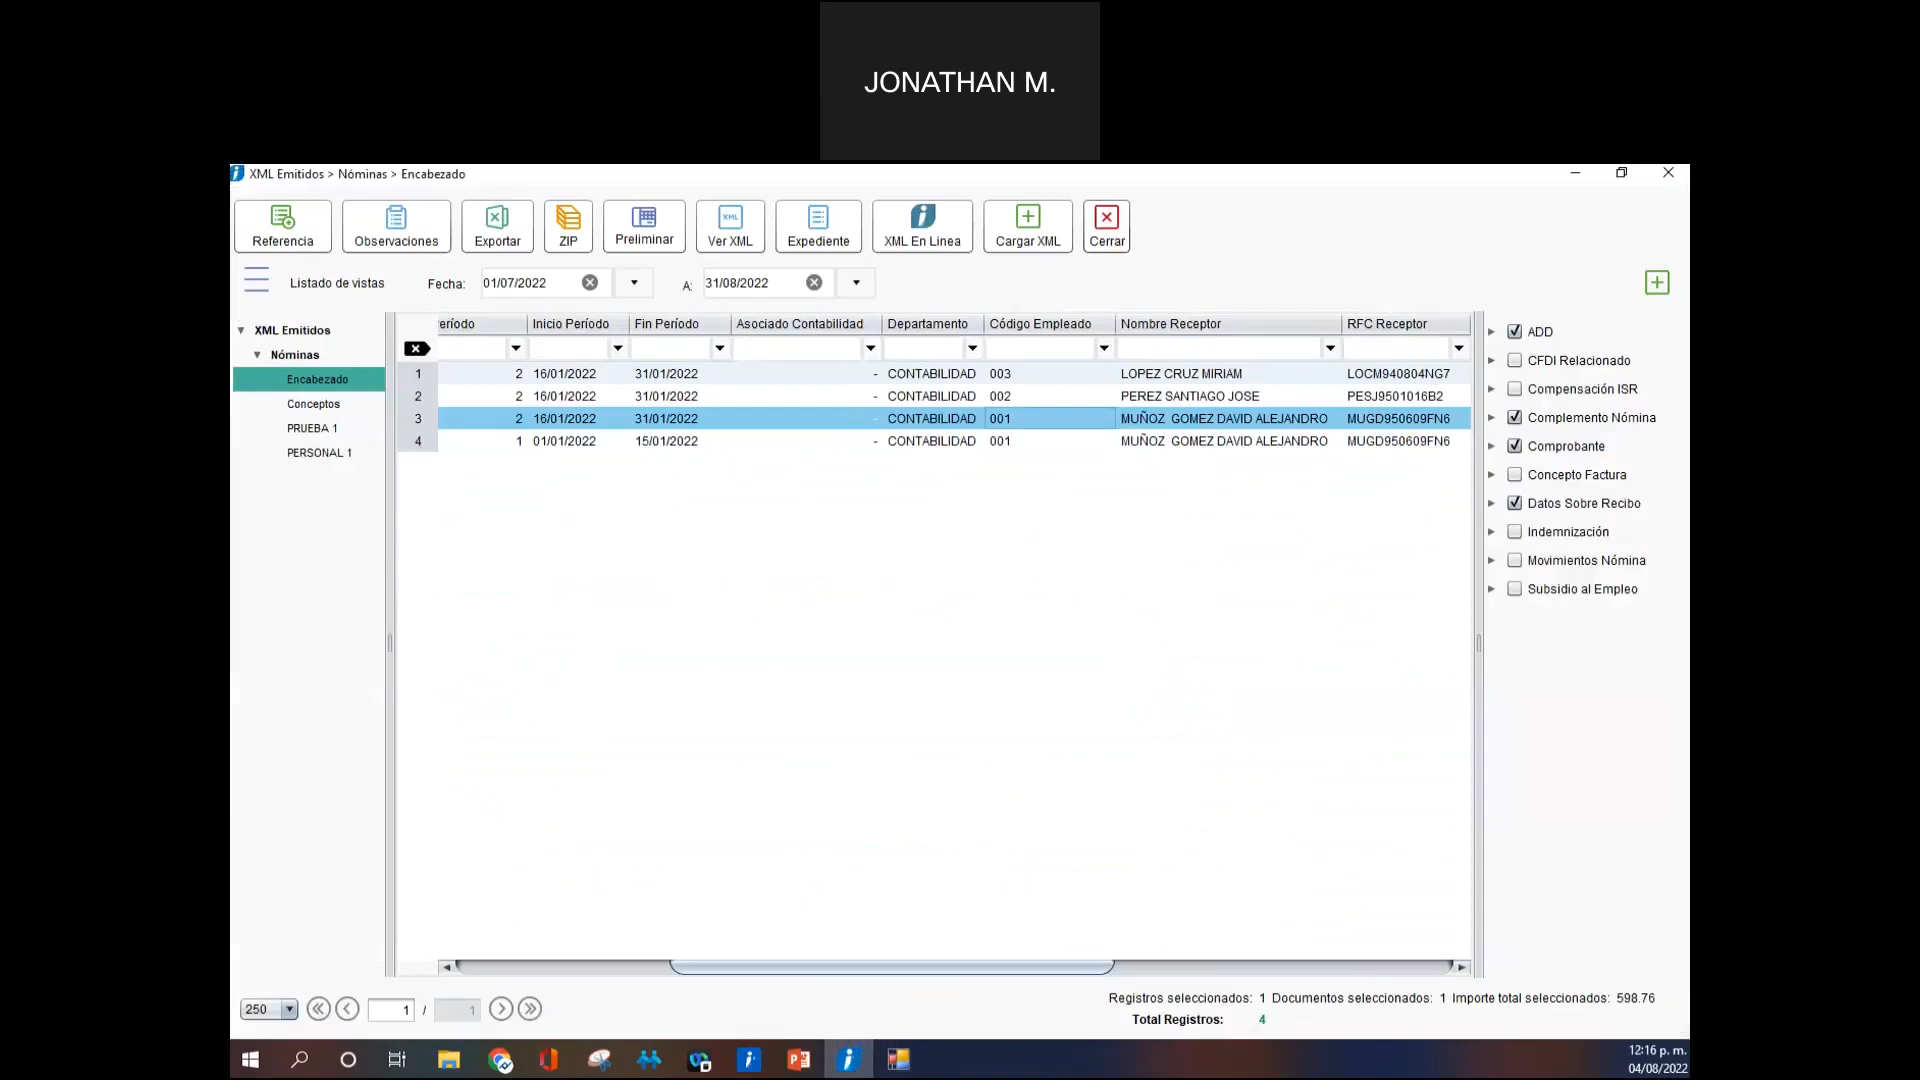 JONATHAN M.
XML Emitidos > Nóminas > Encabezado
Referencia Observaciones Exportar ZIP Preliminar XML Ver XML Expediente XML En Linea Cargar XML Cerrar
Listado de vistas Fecha: 01/07/2022 A: 31/08/2022
XML Emitidos
Nóminas
Encabezado
Conceptos
PRUEBA 1
PERSONAL 1
eríodo Inicio Período Fin Período Asociado Contabilidad Departamento Código Empleado Nombre Receptor RFC Receptor
1 2 16/01/2022 31/01/2022 - CONTABILIDAD 003 LOPEZ CRUZ MIRIAM LOCM940804NG7
2 2 16/01/2022 31/01/2022 - CONTABILIDAD 002 PEREZ SANTIAGO JOSE PESJ9501016B2
3 2 16/01/2022 31/01/2022 - CONTABILIDAD 001 MUÑOZ GOMEZ DAVID ALEJANDRO MUGD950609FN6
4 1 01/01/2022 15/01/2022 - CONTABILIDAD 001 MUÑOZ GOMEZ DAVID ALEJANDRO MUGD950609FN6
ADD
CFDI Relacionado
Compensación ISR
Complemento Nómina
Comprobante
Concepto Factura
Datos Sobre Recibo
Indemnización
Movimientos Nómina
Subsidio al Empleo
250 1 / 1
Registros seleccionados: 1 Documentos seleccionados: 1 Importe total seleccionados: 598.76
Total Registros: 4
12:16 p. m.
04/08/2022